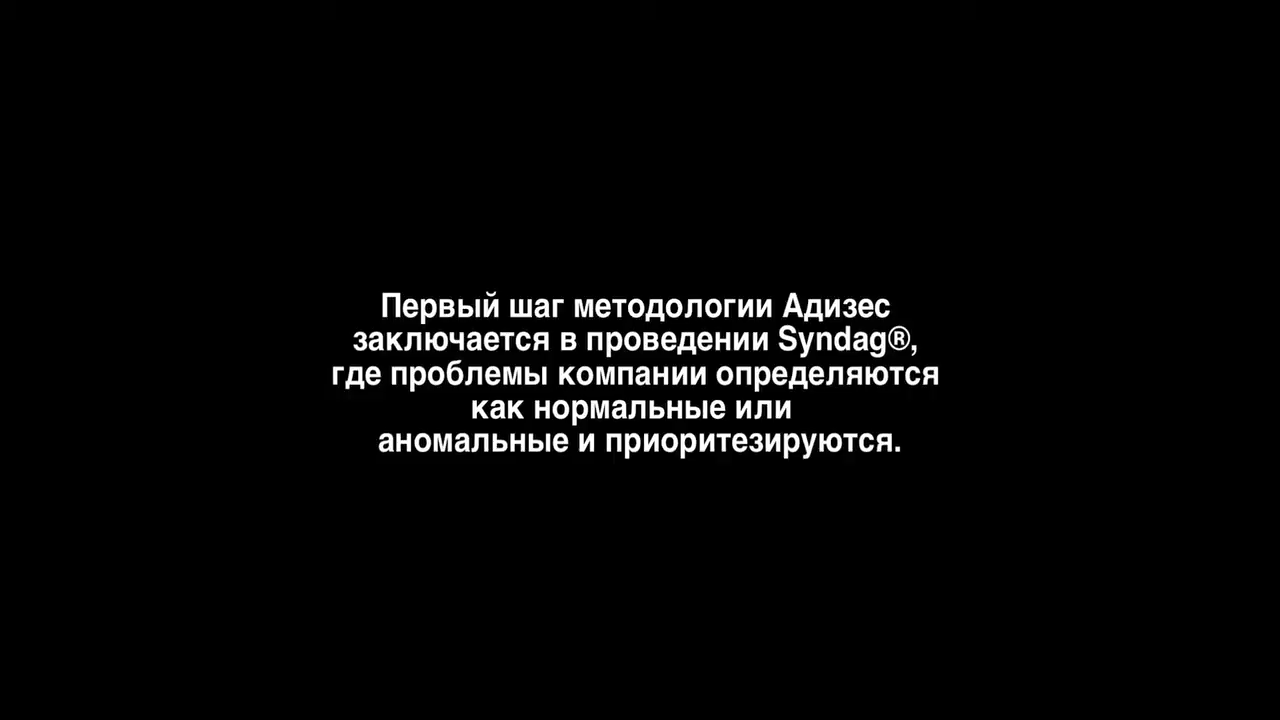 Первый шаг методологии Адизес
заключается в проведении Syndag®,
где проблемы компании определяются
как нормальные или
аномальные и приоритезируются.